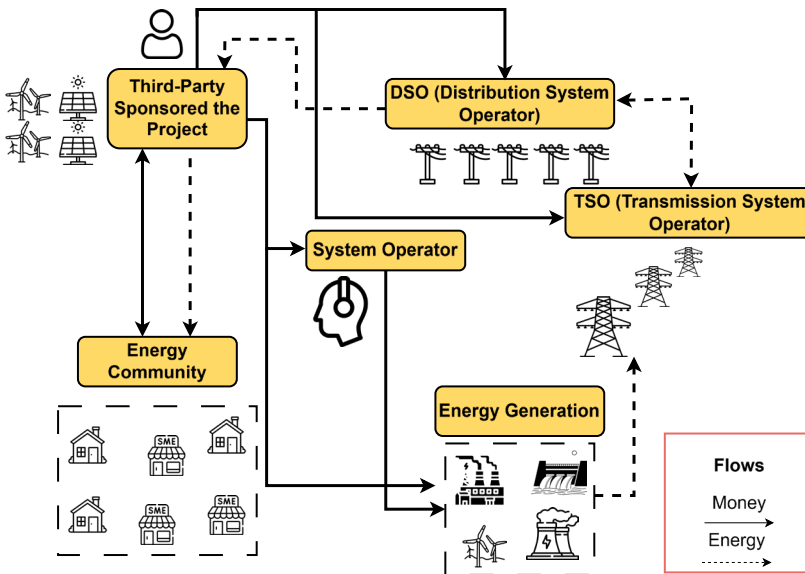 Third-Party
Sponsored the
Project
DSO (Distribution System
Operator)
TSO (Transmission System
Operator)
System Operator
Energy
Community
Energy Generation
SME
SME
SME
Flows
Money
Energy